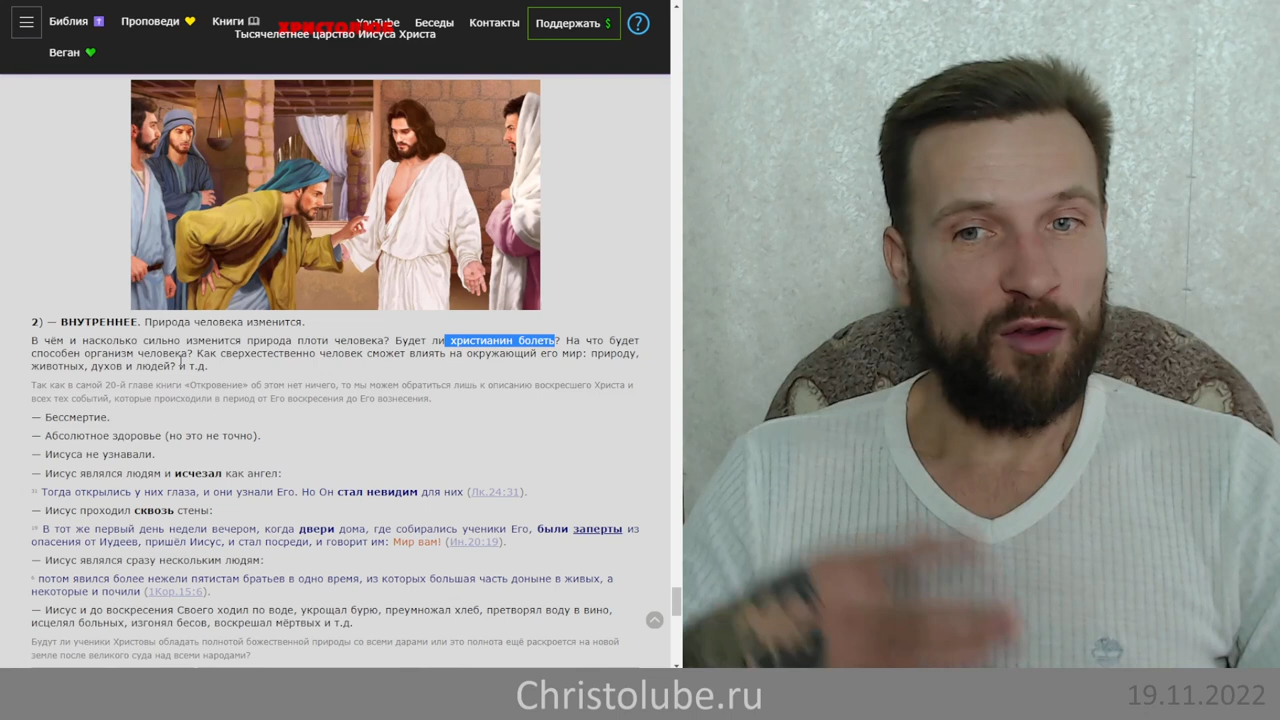 Библия
Проповеди
Книги
ХРИСТОЛЮБ
YouTube
Беседы
Контакты
Поддержать $
?
Тысячелетнее царство Иисуса Христа
Веган
2) — ВНУТРЕННЕЕ. Природа человека изменится.
В чём и насколько сильно изменится природа плоти человека? Будет ли христианин болеть? На что будет
способен организм человека? Как сверхестественно человек сможет влиять на окружающий его мир: природу,
животных, духов и людей? и т.д.
Так как в самой 20-й главе книги «Откровение» об этом нет ничего, то мы можем обратиться лишь к описанию воскресшего Христа и
всех тех событий, которые происходили в период от Его воскресения до Его вознесения.
— Бессмертие.
— Абсолютное здоровье (но это не точно).
— Иисуса не узнавали.
— Иисус являлся людям и исчезал как ангел:
31 Тогда открылись у них глаза, и они узнали Его. Но Он стал невидим для них (Лк.24:31).
— Иисус проходил сквозь стены:
19 В тот же первый день недели вечером, когда двери дома, где собирались ученики Его, были заперты из
опасения от Иудеев, пришёл Иисус, и стал посреди, и говорит им: Мир вам! (Ин.20:19).
— Иисус являлся сразу нескольким людям:
6 потом явился более нежели пятистам братьев в одно время, из которых большая часть доныне в живых, а
некоторые и почили (1Кор.15:6).
— Иисус и до воскресения Своего ходил по воде, укрощал бурю, преумножал хлеб, претворял воду в вино,
исцелял больных, изгонял бесов, воскрешал мёртвых и т.д.
Будут ли ученики Христовы обладать полнотой божественной природы со всеми дарами или это полнота ещё раскроется на новой
земле после великого суда над всеми народами?
Christolube.ru
19.11.2022